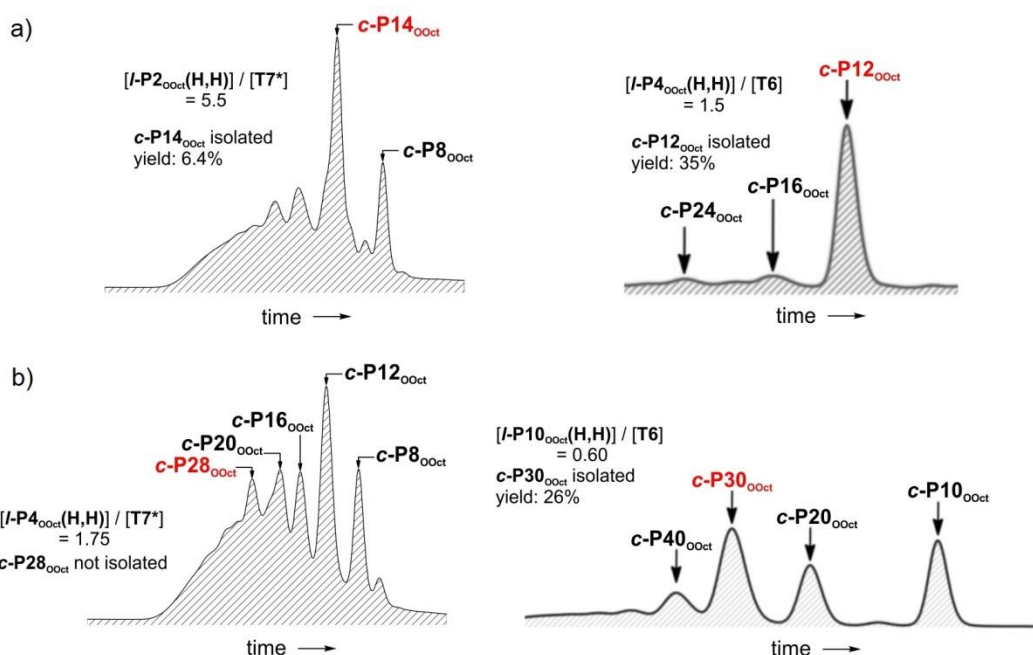 a)
c-P14OOct
[l-P2OOct(H,H)] / [T7*]
= 5.5
c-P14OOct isolated
yield: 6.4%
c-P8OOct
time
c-P12OOct
[l-P4OOct(H,H)] / [T6]
= 1.5
c-P12OOct isolated
yield: 35%
c-P16OOct
c-P24OOct
time
b)
c-P12OOct
c-P16OOct
c-P20OOct
c-P28OOct
c-P8OOct
[l-P4OOct(H,H)] / [T7*]
= 1.75
c-P28OOct not isolated
time
[l-P10OOct(H,H)] / [T6]
= 0.60
c-P30OOct isolated
yield: 26%
c-P30OOct
c-P10OOct
c-P20OOct
c-P40OOct
time